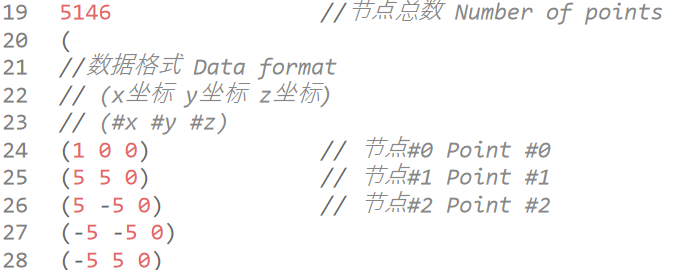 19 5146 //节点总数 Number of points
20 (
21 //数据格式 Data format
22 // (x坐标 y坐标 z坐标)
23 // (#x #y #z)
24 (1 0 0) // 节点#0 Point #0
25 (5 5 0) // 节点#1 Point #1
26 (5 -5 0) // 节点#2 Point #2
27 (-5 -5 0)
28 (-5 5 0)